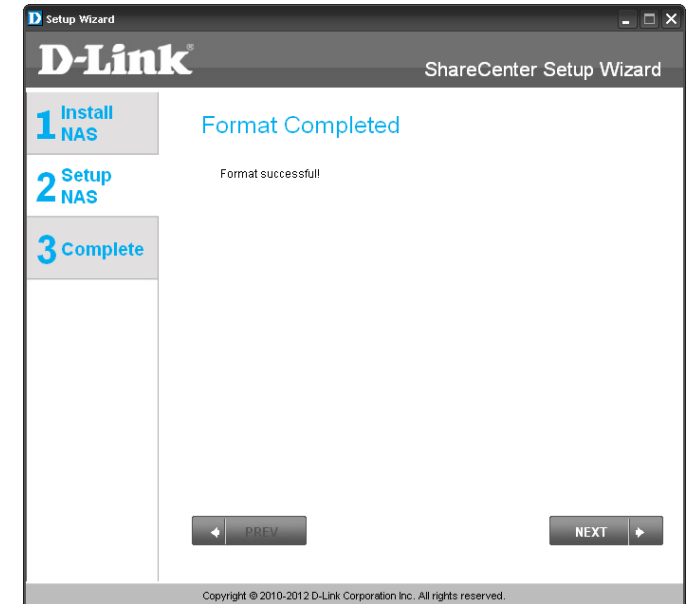 Setup Wizard
D-Link®
ShareCenter Setup Wizard
1 Install
NAS
2 Setup
NAS
3 Complete
Format Completed
Format successful!
PREV
NEXT
Copyright © 2010-2012 D-Link Corporation Inc. All rights reserved.